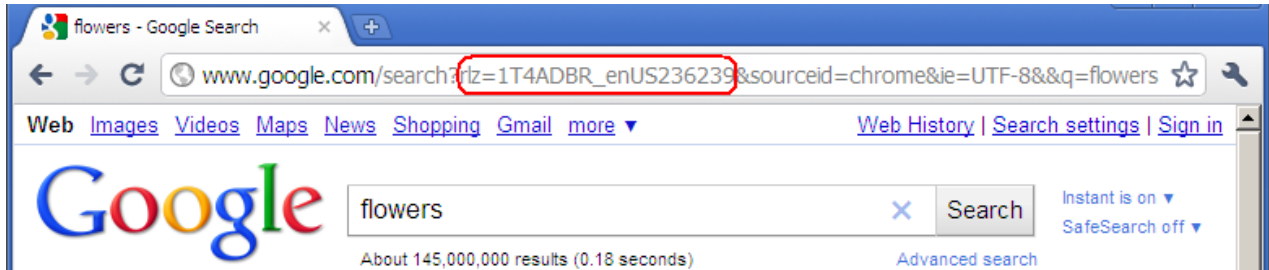 flowers - Google Search
www.google.com/search?rlz=1T4ADBR_enUS236239&sourceid=chrome&ie=UTF-8&&q=flowers
Web Images Videos Maps News Shopping Gmail more ▼ Web History | Search settings | Sign in
Google
flowers
Search
Instant is on ▼
SafeSearch off ▼
About 145,000,000 results (0.18 seconds)
Advanced search